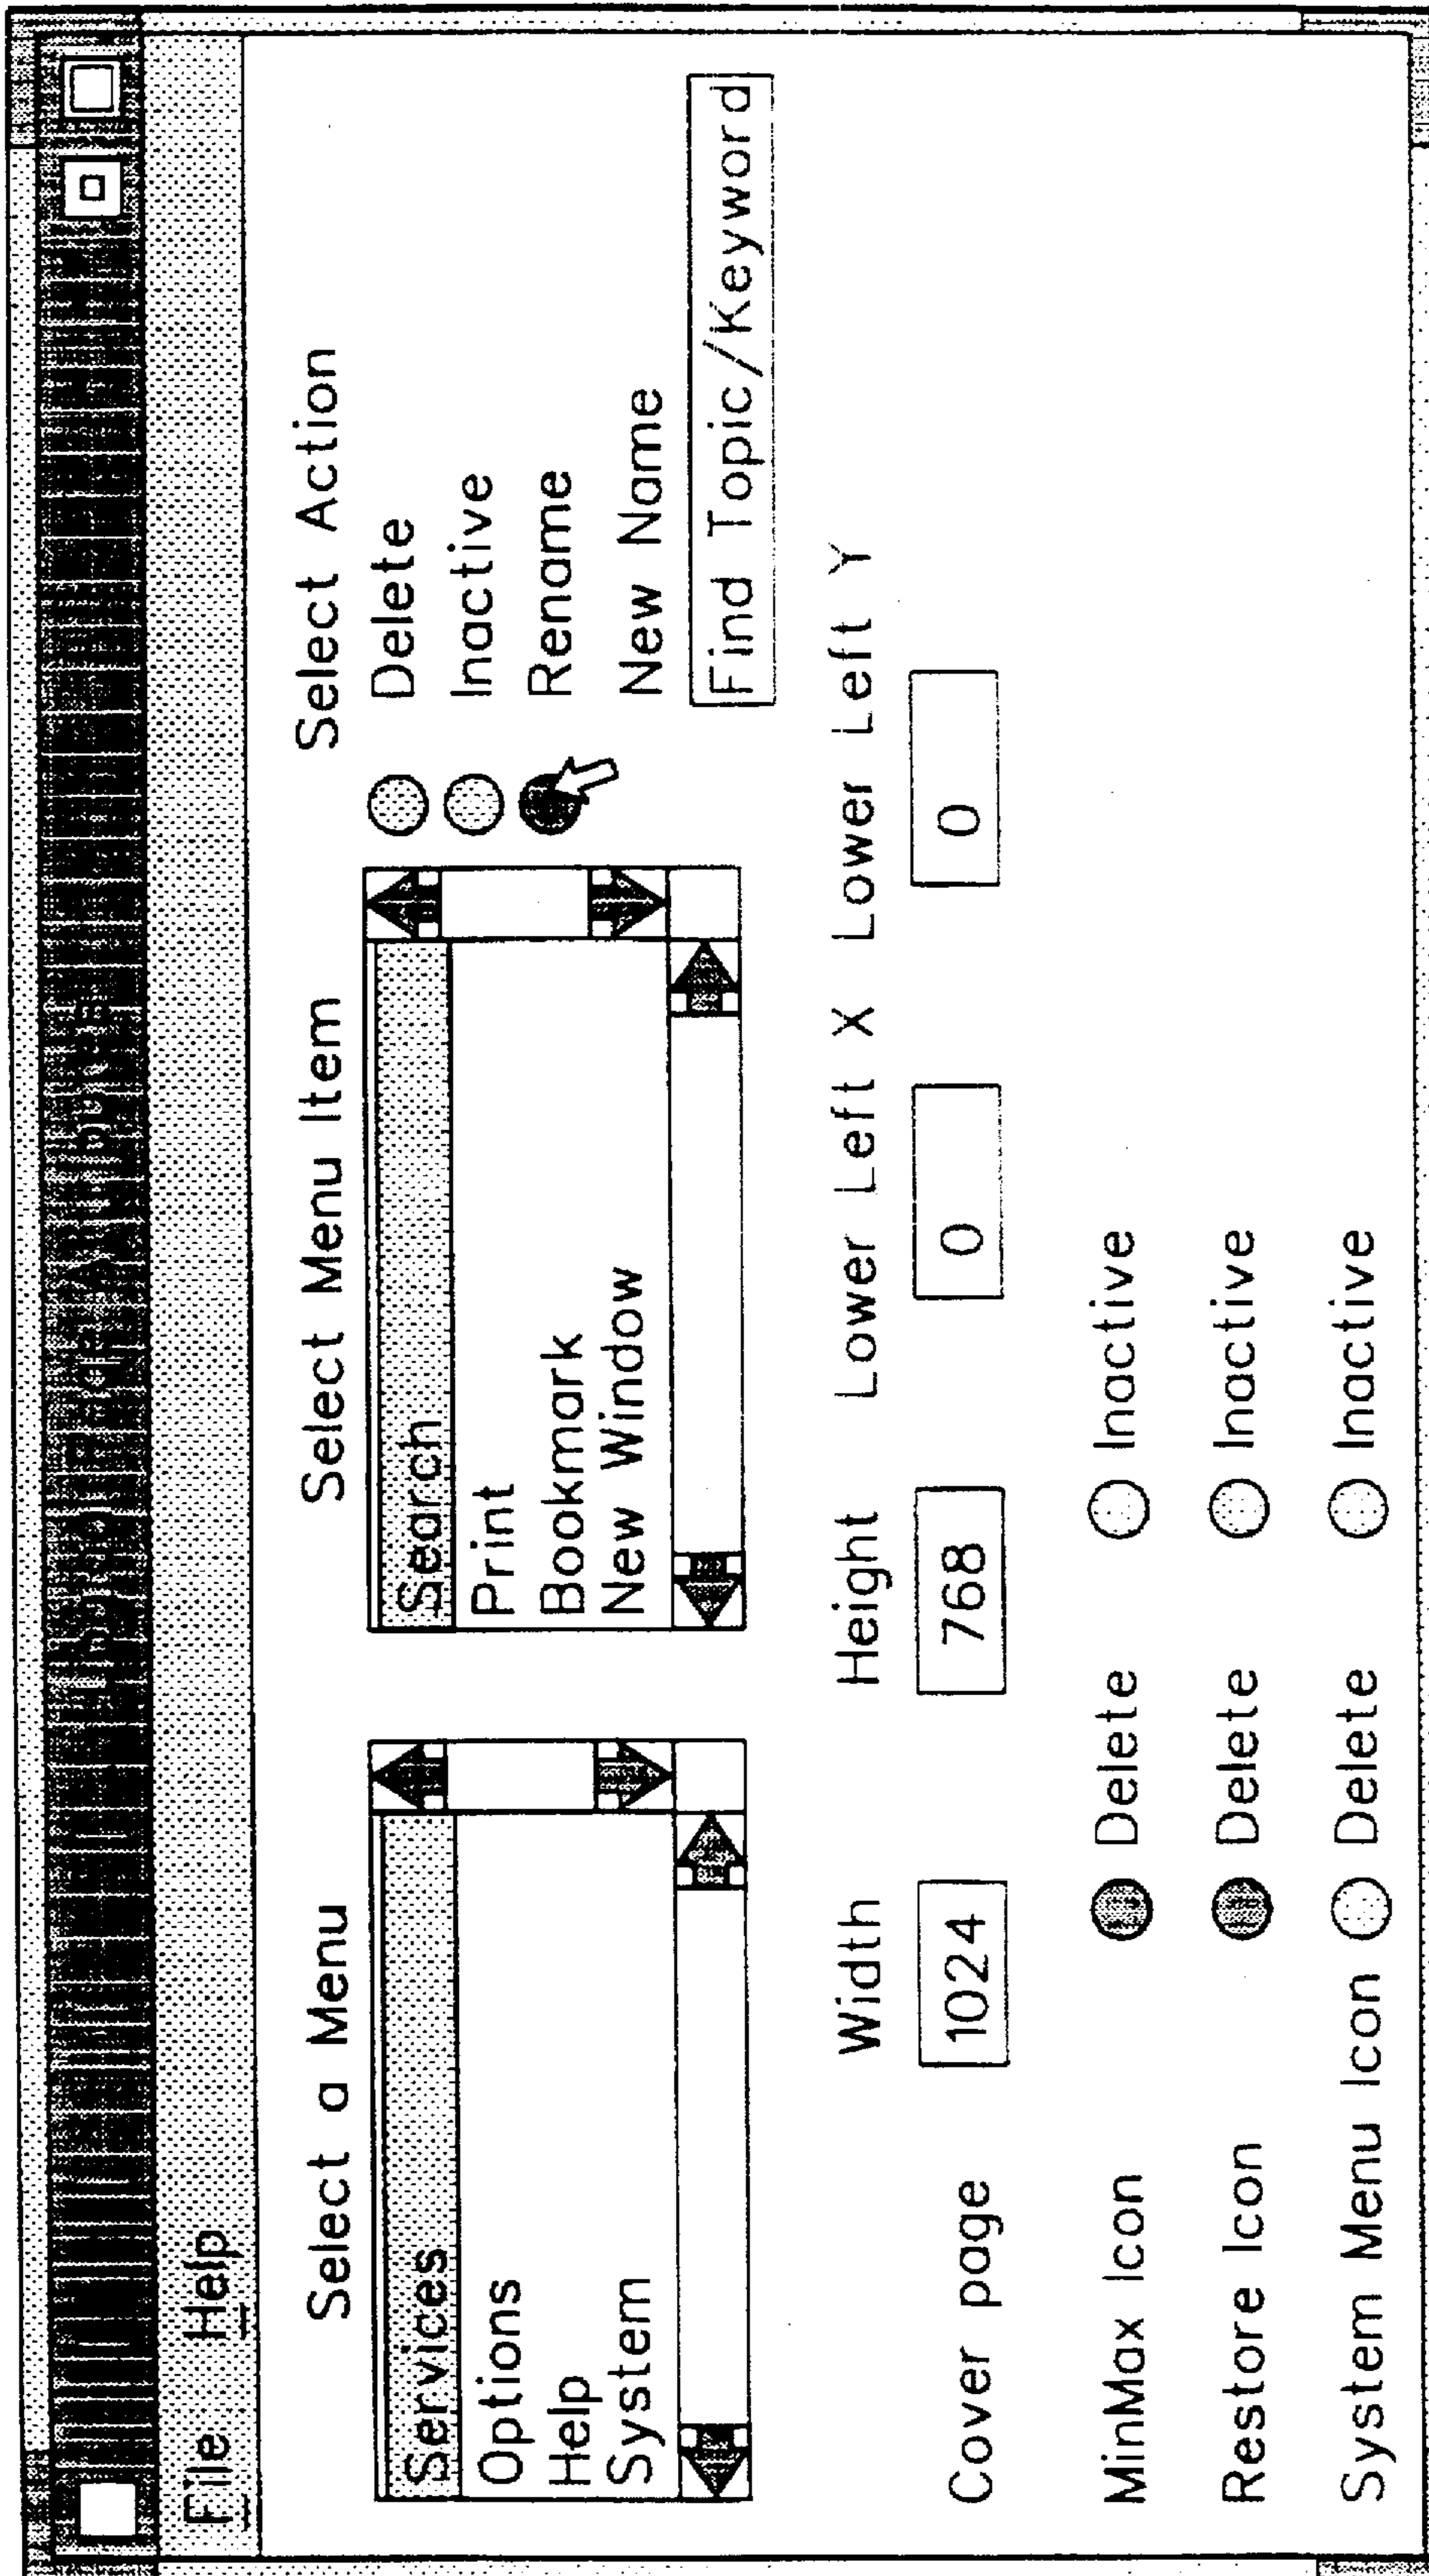 File Help
Select a Menu Select Menu Item Select Action
Services Search Delete
Options Print Inactive
Help Bookmark Rename
System New Window New Name
Find Topic/Keyword
Width Height Lower Left X Lower Left Y
Cover page 1024 768 0 0
MinMax Icon Delete Inactive
Restore Icon Delete Inactive
System Menu Icon Delete Inactive